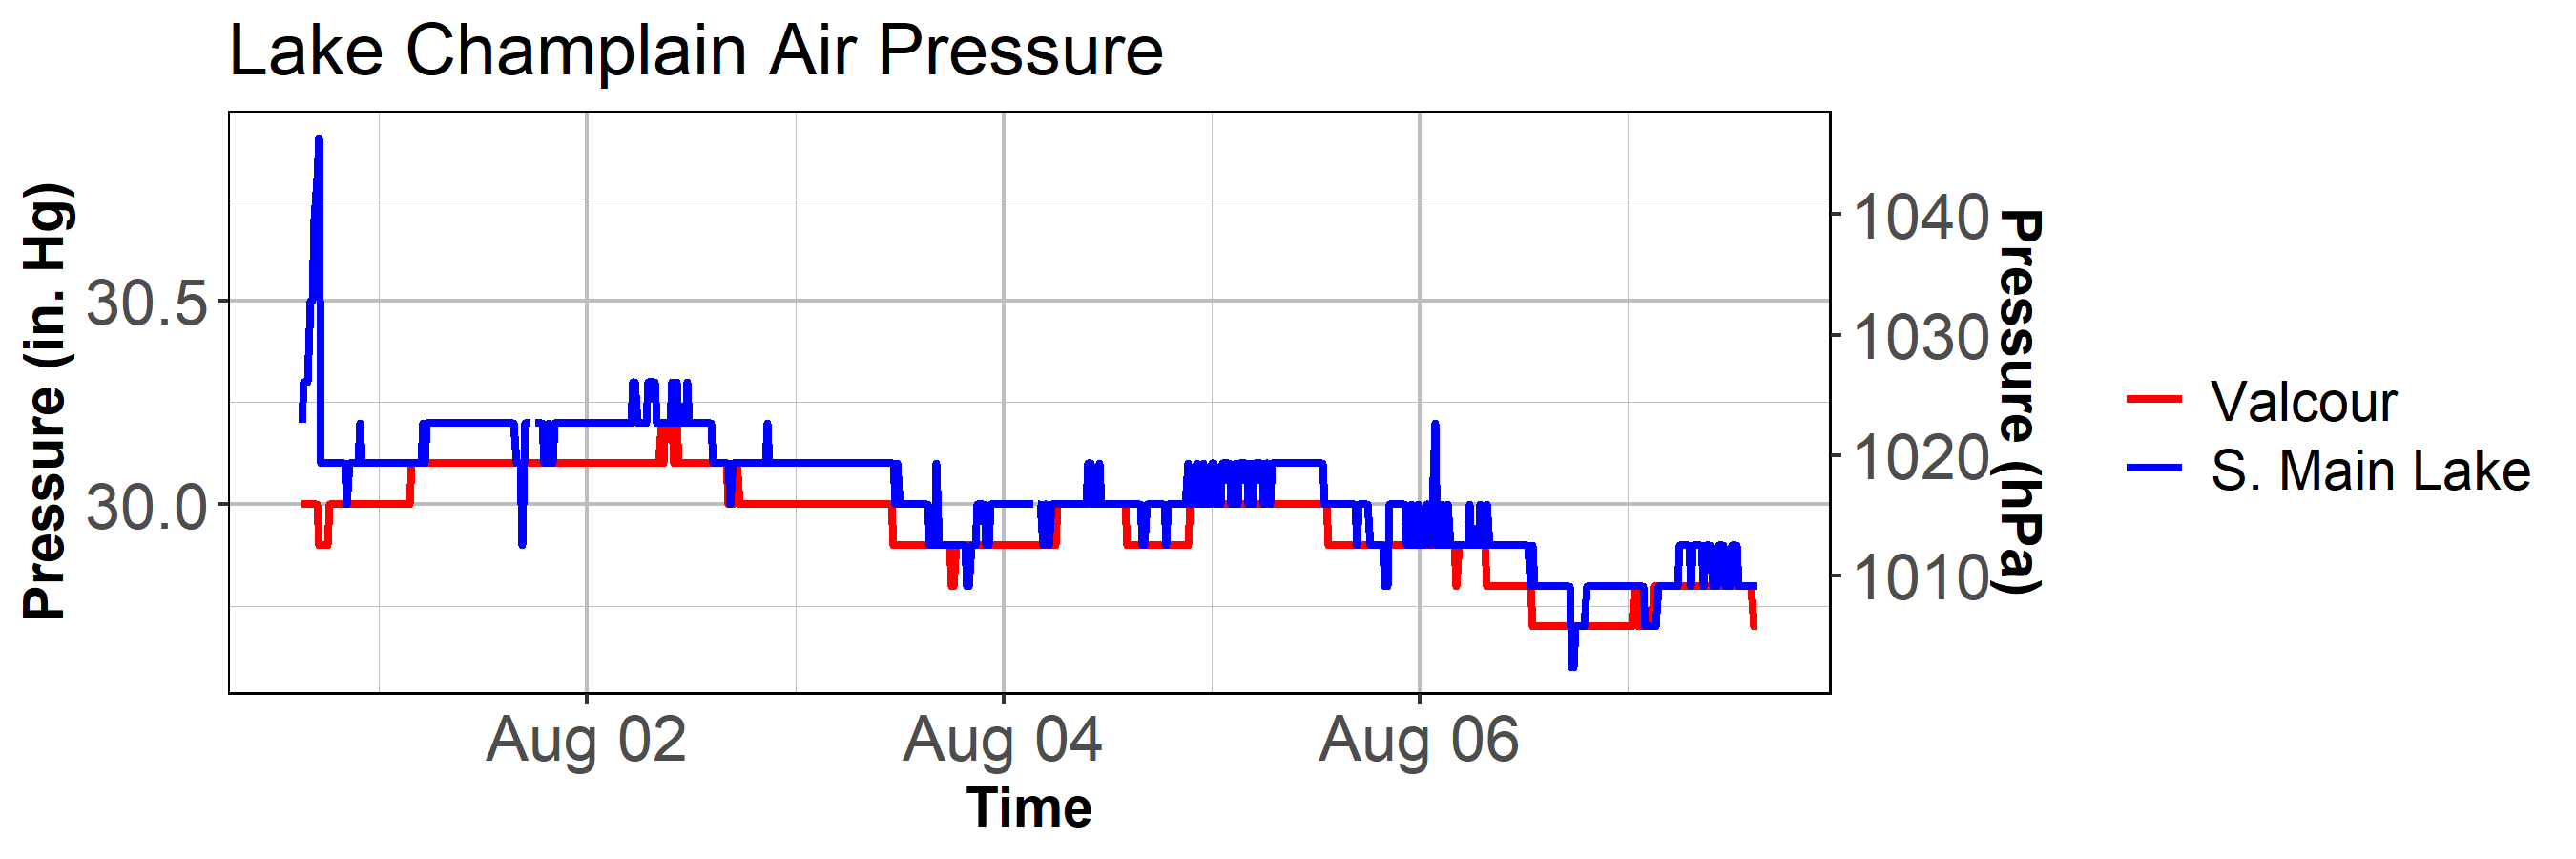 Lake Champlain Air Pressure
Pressure (in. Hg)
30.5
30.0
1040
1030
1020
1010
Pressure (hPa)
Valcour
S. Main Lake
Aug 02
Aug 04
Aug 06
Time